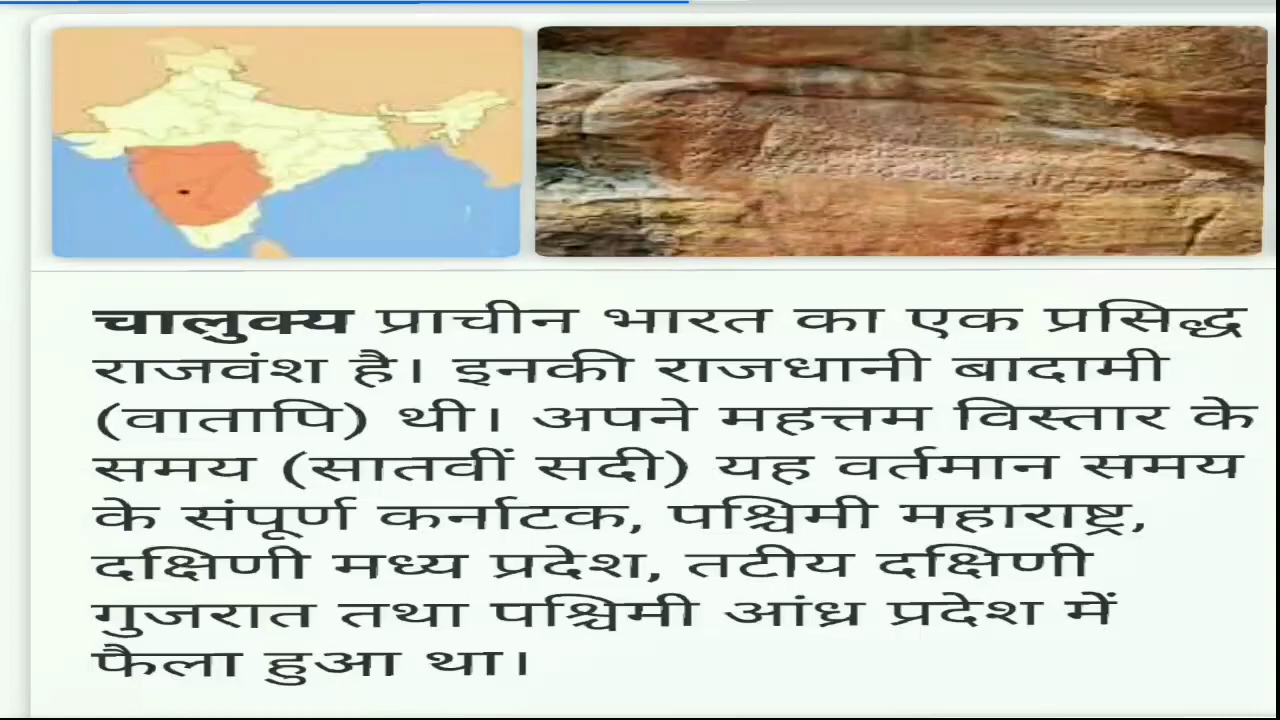 चालुक्य प्राचीन भारत का एक प्रसिद्ध
राजवंश है। इनकी राजधानी बादामी
(वातापि) थी। अपने महत्तम विस्तार के
समय (सातवीं सदी) यह वर्तमान समय
के संपूर्ण कर्नाटक, पश्चिमी महाराष्ट्र,
दक्षिणी मध्य प्रदेश, तटीय दक्षिणी
गुजरात तथा पश्चिमी आंध्र प्रदेश में
फैला हुआ था।